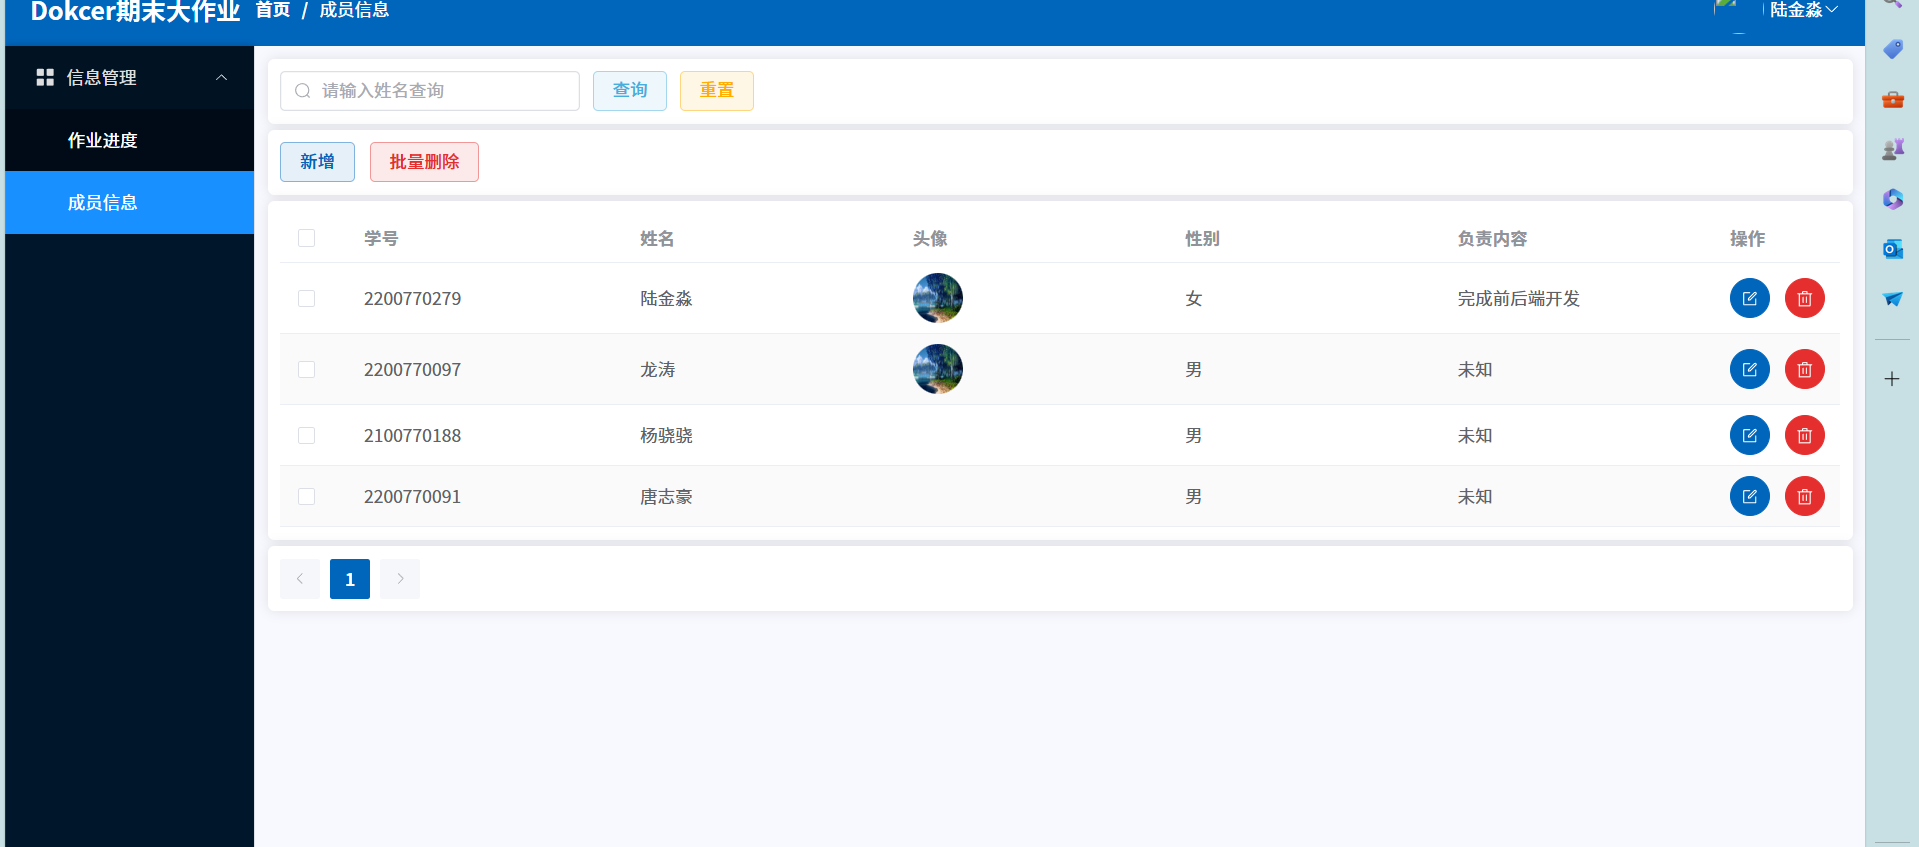 Dokcer期末大作业 首页 / 成员信息 陆金淼
信息管理
作业进度
成员信息
请输入姓名查询 查询 重置
新增 批量删除
学号 姓名 头像 性别 负责内容 操作
2200770279 陆金淼 女 完成前后端开发
2200770097 龙涛 男 未知
2100770188 杨骁骁 男 未知
2200770091 唐志豪 男 未知
1